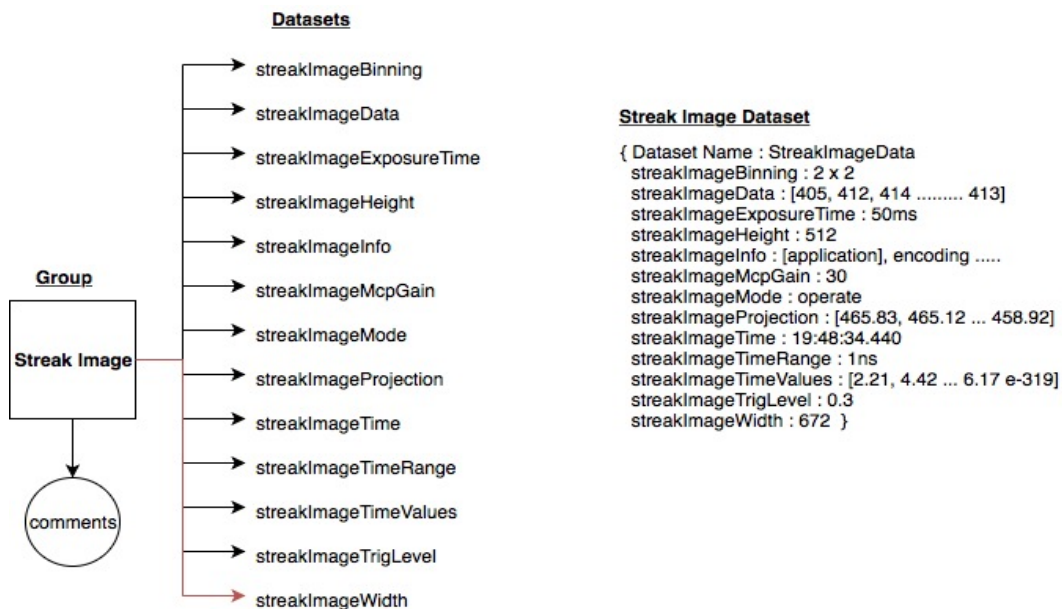 Datasets
streakImageBinning
streakImageData
streakImageExposureTime
streakImageHeight
streakImageInfo
streakImageMcpGain
streakImageMode
streakImageProjection
streakImageTime
streakImageTimeRange
streakImageTimeValues
streakImageTrigLevel
streakImageWidth
Group
Streak Image
comments
Streak Image Dataset
{ Dataset Name : StreakImageData
streakImageBinning : 2 x 2
streakImageData : [405, 412, 414 ......... 413]
streakImageExposureTime : 50ms
streakImageHeight : 512
streakImageInfo : [application], encoding .....
streakImageMcpGain : 30
streakImageMode : operate
streakImageProjection : [465.83, 465.12 ... 458.92]
streakImageTime : 19:48:34.440
streakImageTimeRange : 1ns
streakImageTimeValues : [2.21, 4.42 ... 6.17 e-319]
streakImageTrigLevel : 0.3
streakImageWidth : 672 }